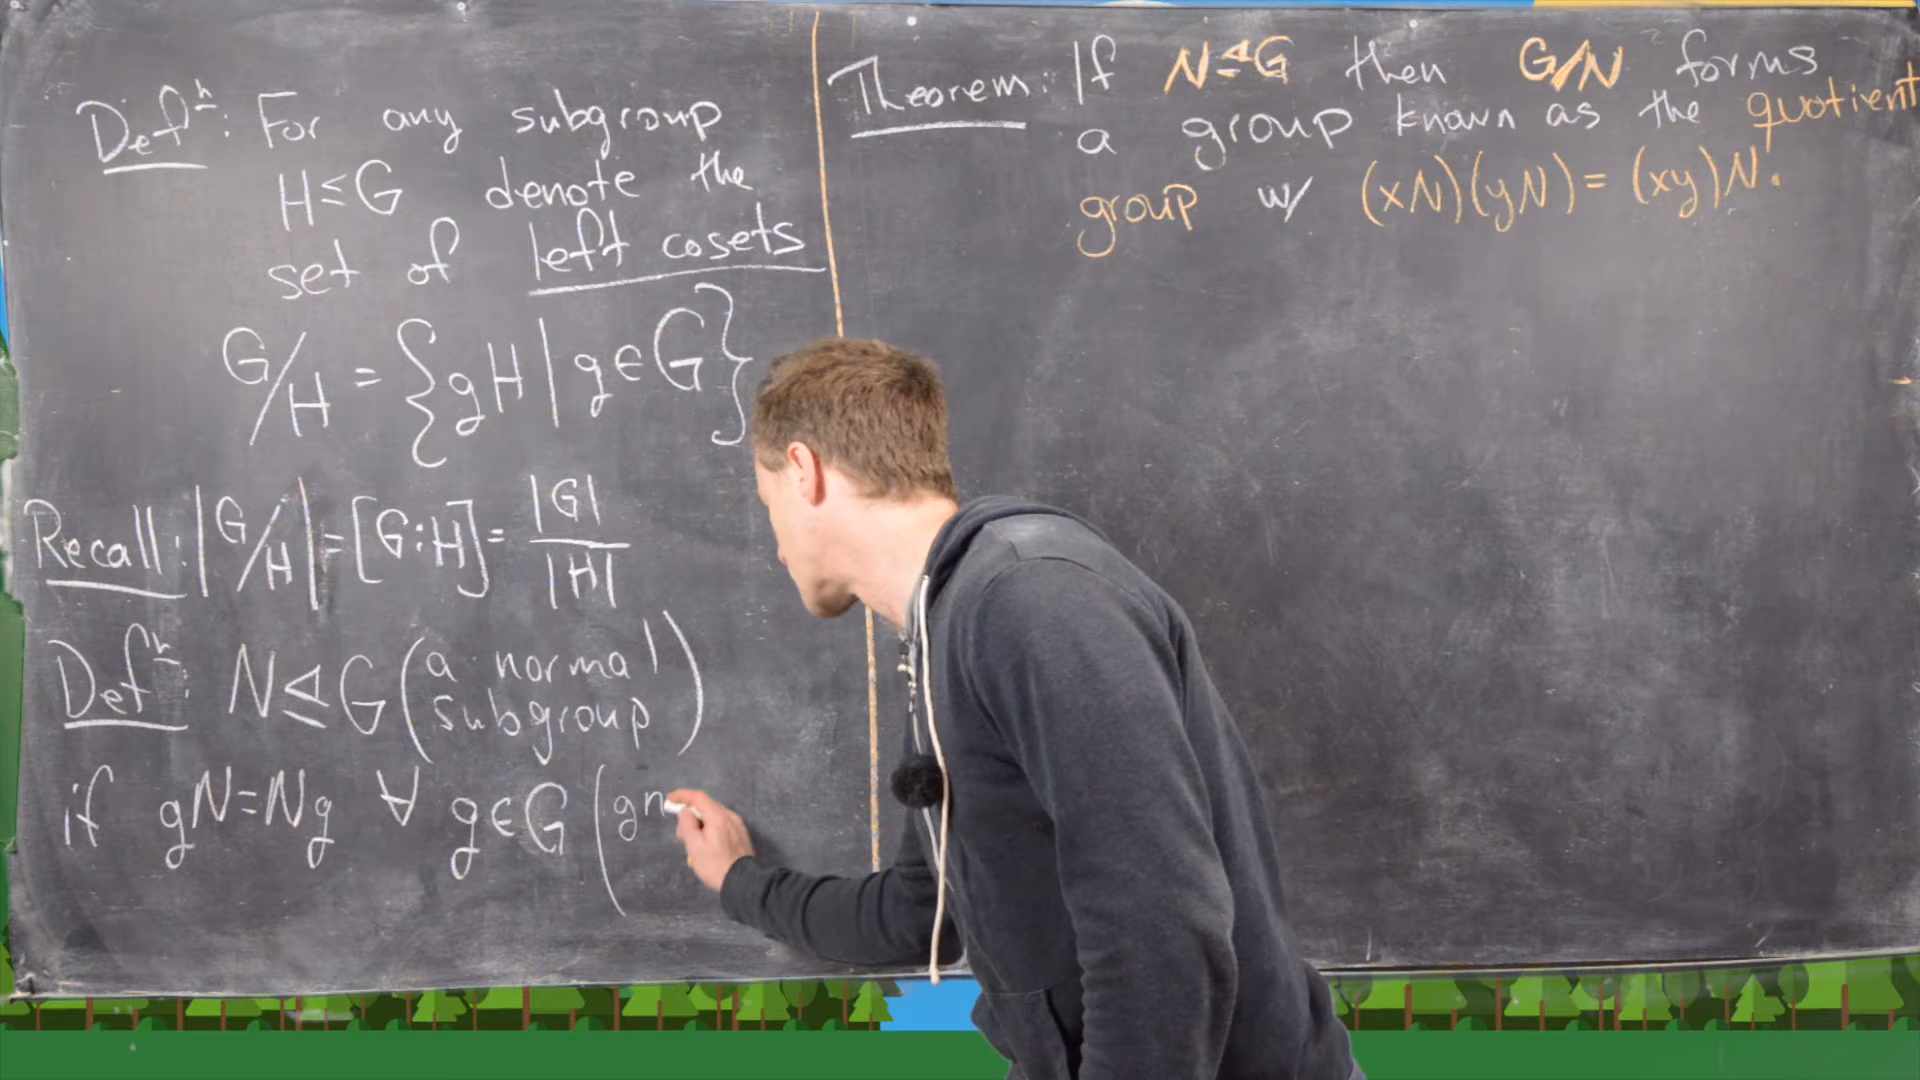 Defⁿ: For any subgroup
H≤G denote the
set of left cosets
G/H = {gH | g∈G}
Recall: |G/H| = [G:H] = |G|/|H|
Defⁿ: N⊴G (a normal subgroup)
if gN=Ng ∀ g∈G (gn
Theorem: If N⊴G then G/N forms
a group known as the quotient
group w/ (xN)(yN) = (xy)N.